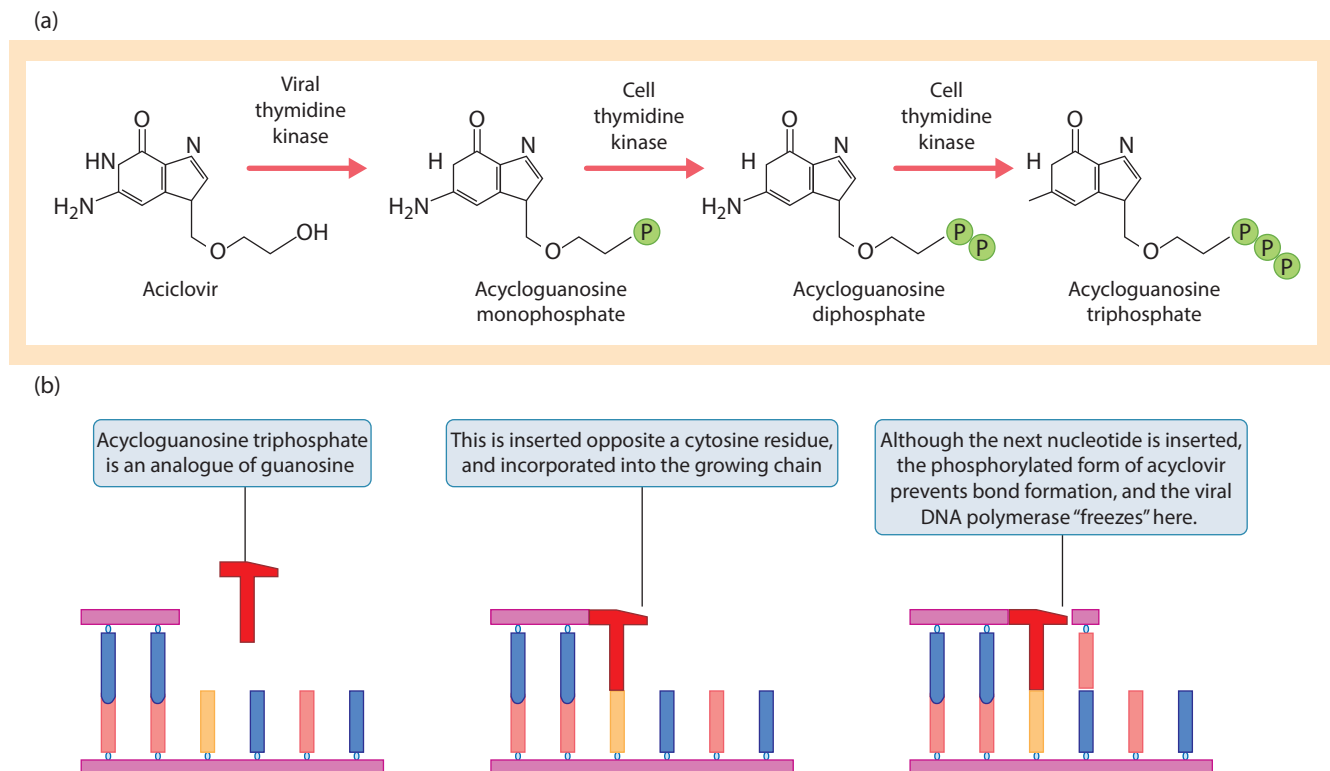 (a)
Viral
thymidine
kinase
Cell
thymidine
kinase
Cell
thymidine
kinase
O
N
HN
H₂N
O
OH
Aciclovir
O
N
H
H₂N
O
P
Acycloguanosine
monophosphate
O
N
H
H₂N
O
P
P
Acycloguanosine
diphosphate
O
N
H
O
P
P
P
Acycloguanosine
triphosphate
(b)
Acycloguanosine triphosphate
is an analogue of guanosine
This is inserted opposite a cytosine residue,
and incorporated into the growing chain
Although the next nucleotide is inserted,
the phosphorylated form of acyclovir
prevents bond formation, and the viral
DNA polymerase “freezes” here.